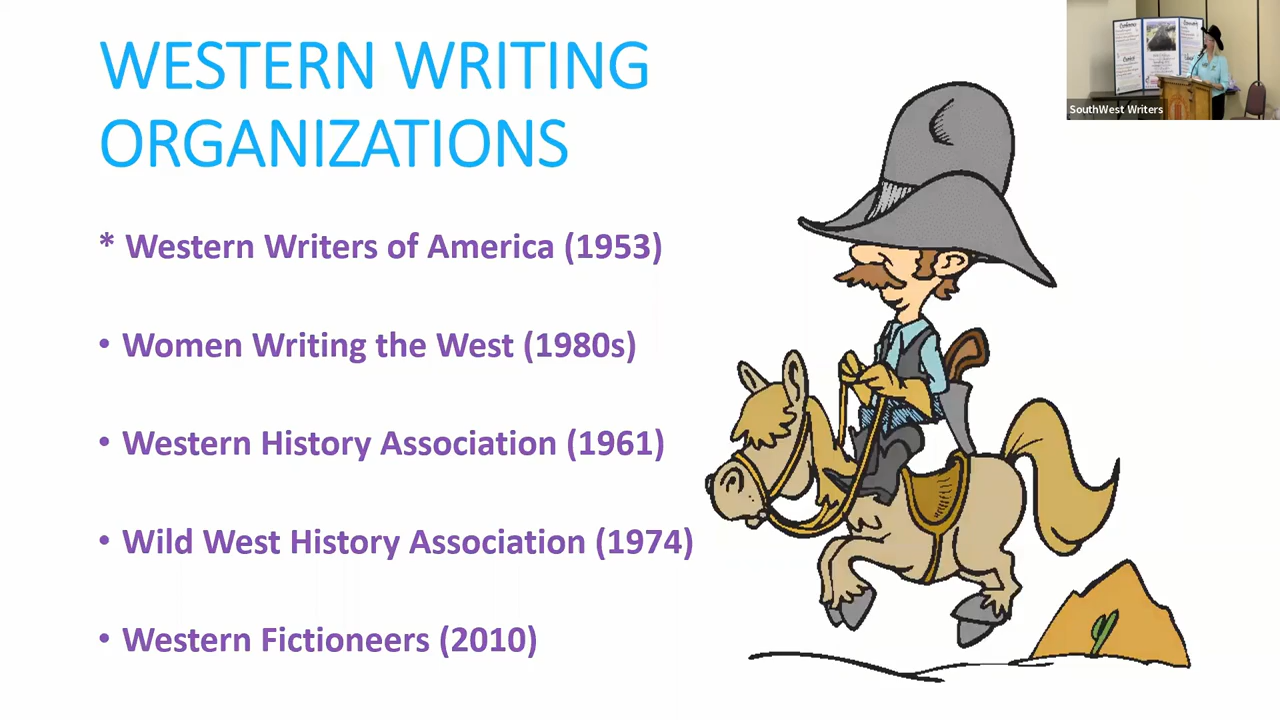 WESTERN WRITING
ORGANIZATIONS
* Western Writers of America (1953)
• Women Writing the West (1980s)
• Western History Association (1961)
• Wild West History Association (1974)
• Western Fictioneers (2010)
SouthWest Writers